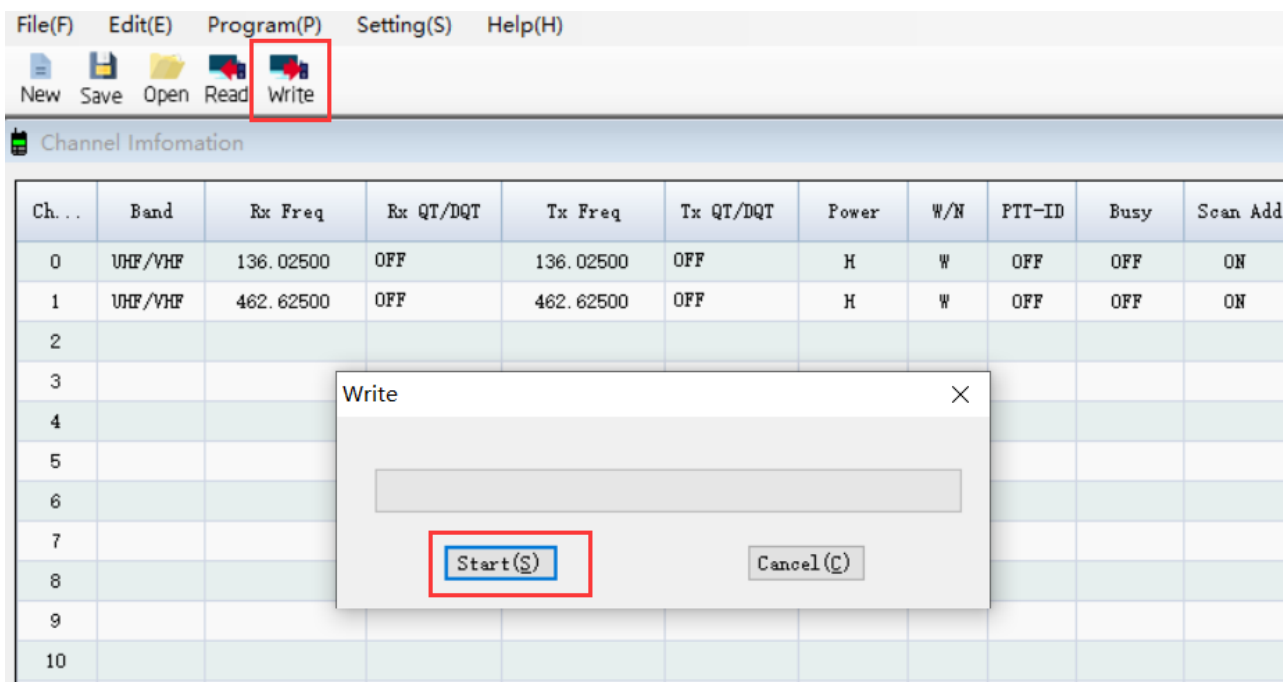 File(F) Edit(E) Program(P) Setting(S) Help(H)
New Save Open Read Write
Channel Imfomation
Ch... Band Rx Freq Rx QT/DQT Tx Freq Tx QT/DQT Power W/N PTT-ID Busy Scan Add
0 UHF/VHF 136.02500 OFF 136.02500 OFF H W OFF OFF ON
1 UHF/VHF 462.62500 OFF 462.62500 OFF H W OFF OFF ON
2
3
Write
4
5
6
7
Start(S) Cancel(C)
8
9
10